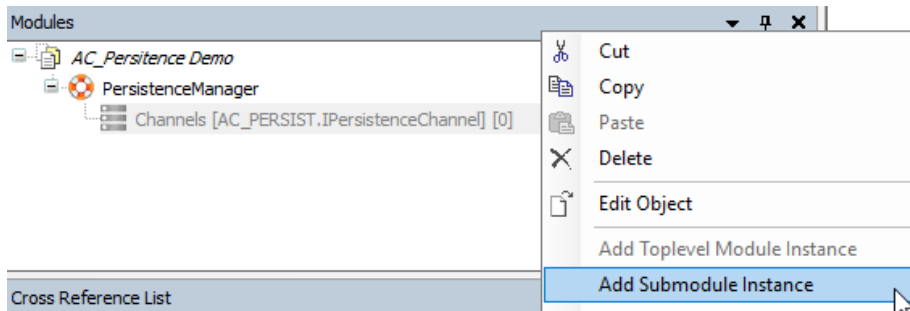 Modules
AC_Persitence Demo
PersistenceManager
Channels [AC_PERSIST.IPersistenceChannel] [0]
Cut
Copy
Paste
Delete
Edit Object
Add Toplevel Module Instance
Add Submodule Instance
Cross Reference List